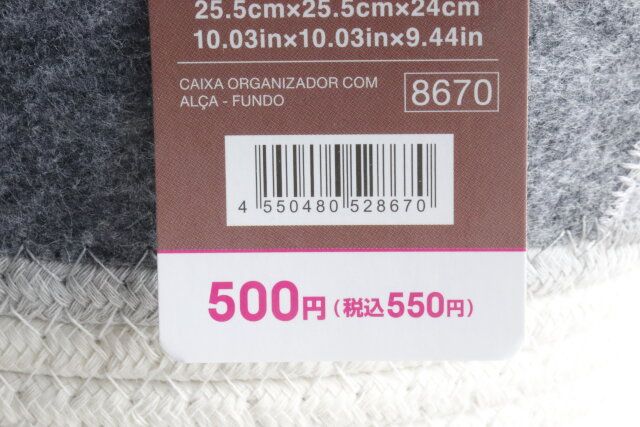 25.5cm×25.5cm×24cm
10.03in×10.03in×9.44in
CAIXA ORGANIZADOR COM
ALÇA - FUNDO
8670
4 550480 528670
500円(税込550円)